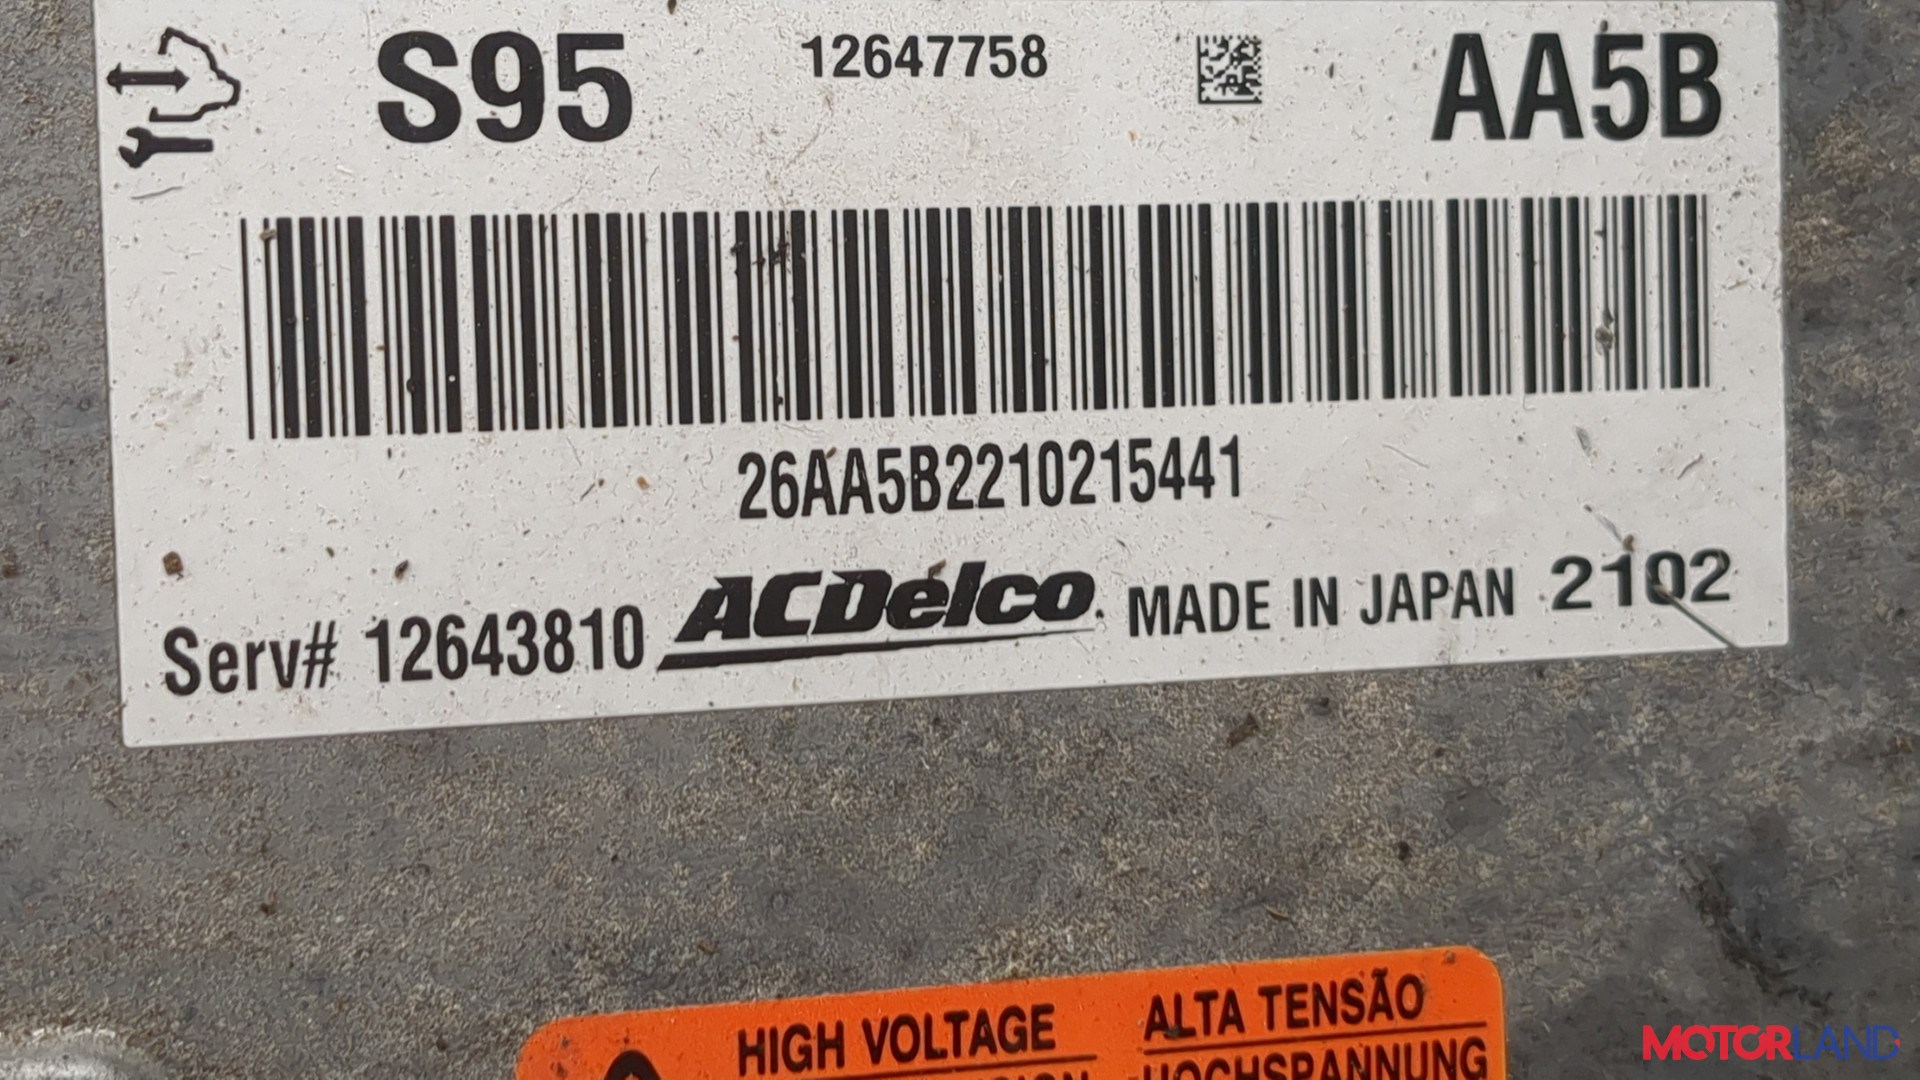 S95 12647758 AA5B
26AA5B2210215441
Serv# 12643810 ACDelco. MADE IN JAPAN 2102
HIGH VOLTAGE ALTA TENSÃO
HOCHSPANNUNG
MOTORLAND